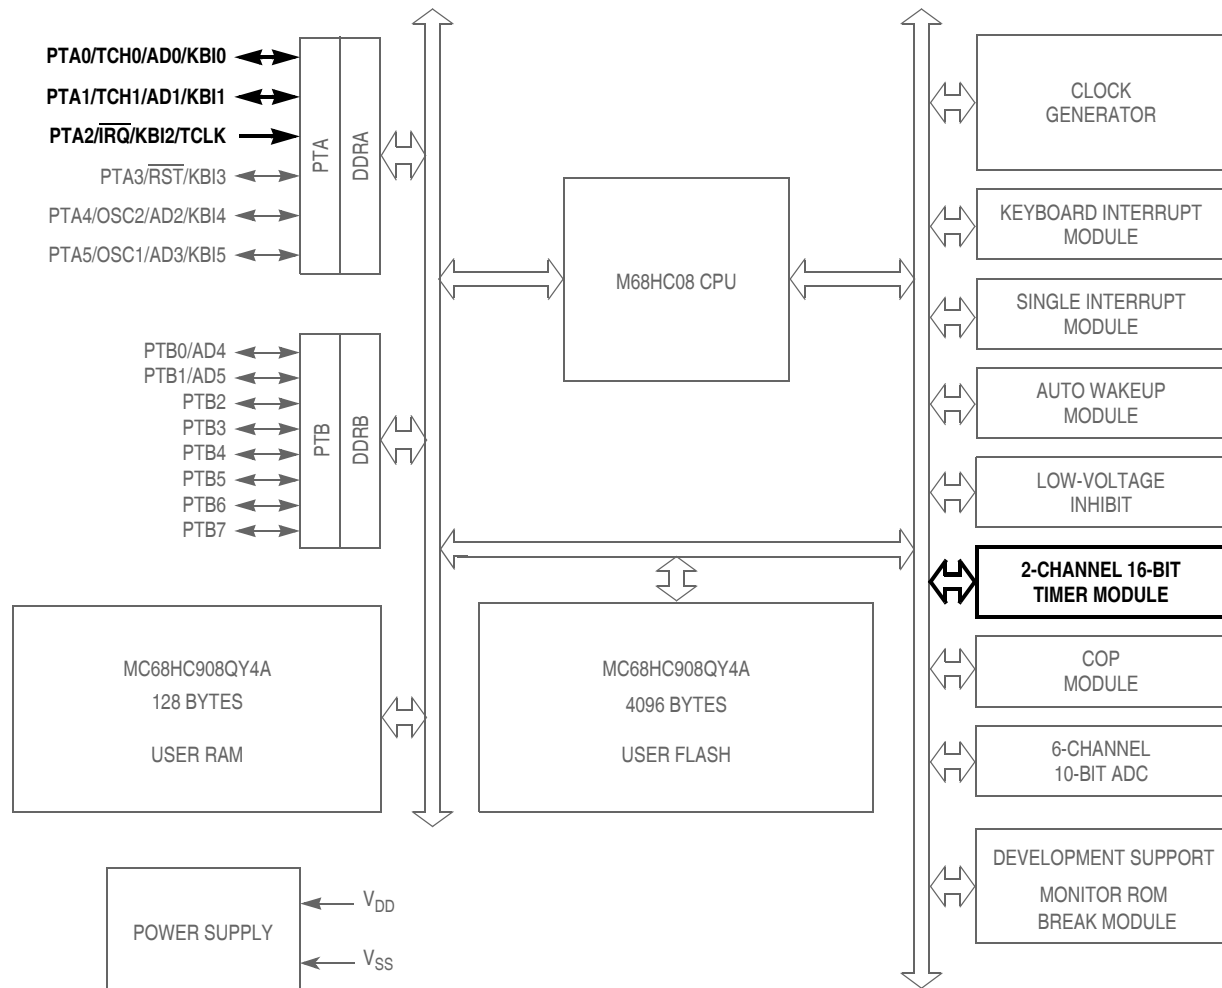 PTA0/TCH0/AD0/KBI0
PTA1/TCH1/AD1/KBI1
PTA2/IRQ/KBI2/TCLK
PTA3/RST/KBI3
PTA4/OSC2/AD2/KBI4
PTA5/OSC1/AD3/KBI5
PTA
DDRA
PTB0/AD4
PTB1/AD5
PTB2
PTB3
PTB4
PTB5
PTB6
PTB7
PTB
DDRB
M68HC08 CPU
MC68HC908QY4A
128 BYTES
USER RAM
MC68HC908QY4A
4096 BYTES
USER FLASH
POWER SUPPLY
VDD
VSS
CLOCK
GENERATOR
KEYBOARD INTERRUPT
MODULE
SINGLE INTERRUPT
MODULE
AUTO WAKEUP
MODULE
LOW-VOLTAGE
INHIBIT
2-CHANNEL 16-BIT
TIMER MODULE
COP
MODULE
6-CHANNEL
10-BIT ADC
DEVELOPMENT SUPPORT
MONITOR ROM
BREAK MODULE